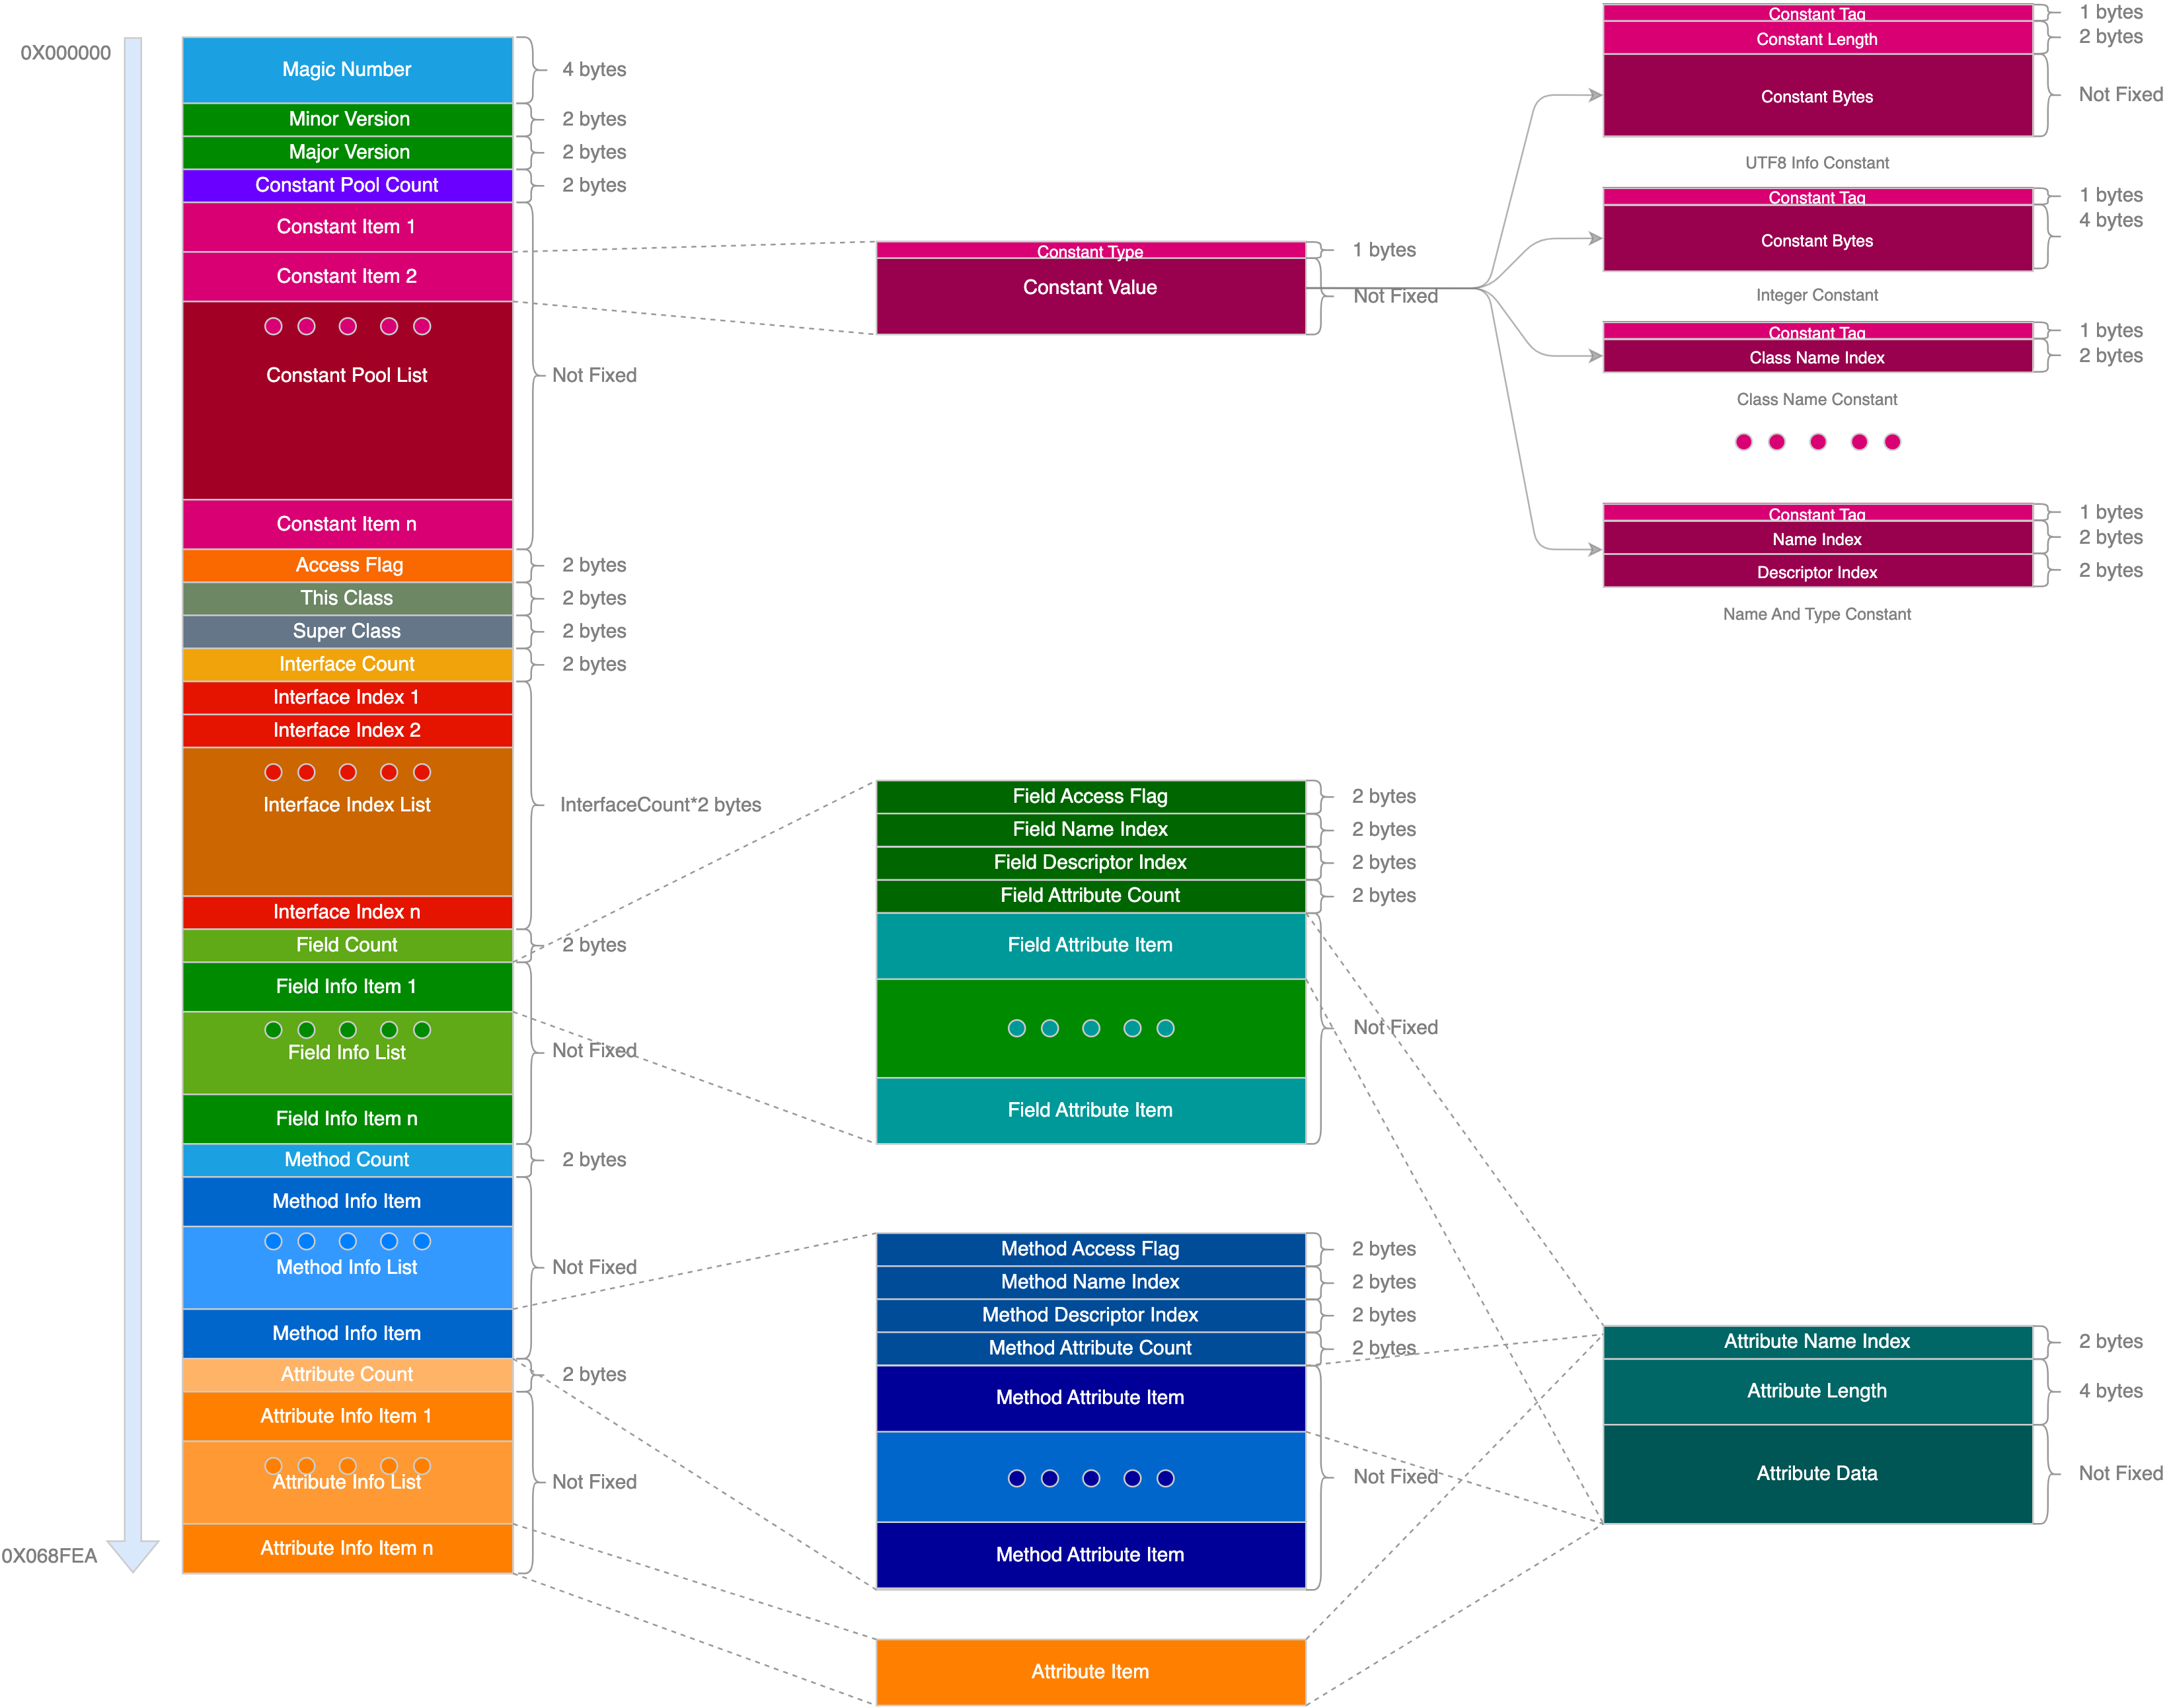 0X000000
Magic Number
4 bytes
Minor Version
2 bytes
Major Version
2 bytes
Constant Pool Count
2 bytes
Constant Item 1
Constant Item 2
Constant Pool List
Not Fixed
Constant Item n
Access Flag
2 bytes
This Class
2 bytes
Super Class
2 bytes
Interface Count
2 bytes
Interface Index 1
Interface Index 2
Interface Index List
InterfaceCount*2 bytes
Interface Index n
Field Count
2 bytes
Field Info Item 1
Field Info List
Not Fixed
Field Info Item n
Method Count
2 bytes
Method Info Item
Method Info List
Not Fixed
Method Info Item
Attribute Count
2 bytes
Attribute Info Item 1
Attribute Info List
Not Fixed
Attribute Info Item n
0X068FEA
Constant Type
1 bytes
Constant Value
Not Fixed
Field Access Flag
2 bytes
Field Name Index
2 bytes
Field Descriptor Index
2 bytes
Field Attribute Count
2 bytes
Field Attribute Item
Not Fixed
Field Attribute Item
Method Access Flag
2 bytes
Method Name Index
2 bytes
Method Descriptor Index
2 bytes
Method Attribute Count
2 bytes
Method Attribute Item
Not Fixed
Method Attribute Item
Attribute Item
Constant Tag
1 bytes
Constant Length
2 bytes
Constant Bytes
Not Fixed
UTF8 Info Constant
Constant Tag
1 bytes
Constant Bytes
4 bytes
Integer Constant
Constant Tag
1 bytes
Class Name Index
2 bytes
Class Name Constant
Constant Tag
1 bytes
Name Index
2 bytes
Descriptor Index
2 bytes
Name And Type Constant
Attribute Name Index
2 bytes
Attribute Length
4 bytes
Attribute Data
Not Fixed